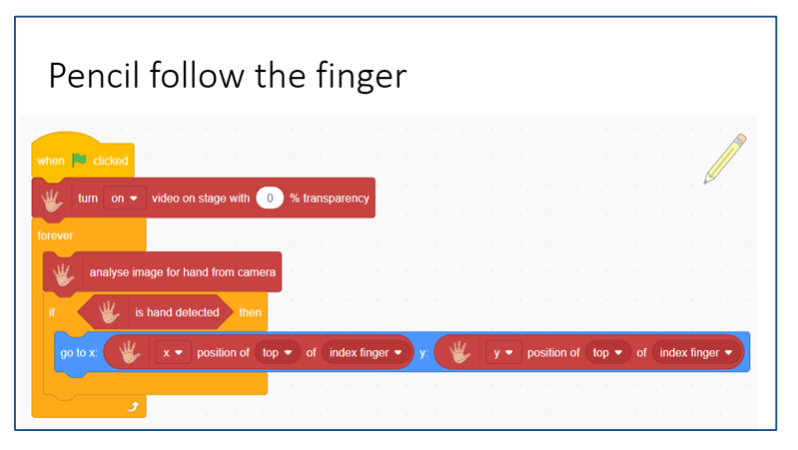 Pencil follow the finger
when clicked
turn on video on stage with 0 % transparency
forever
analyse image for hand from camera
if is hand detected then
go to x: x position of top of index finger y: y position of top of index finger